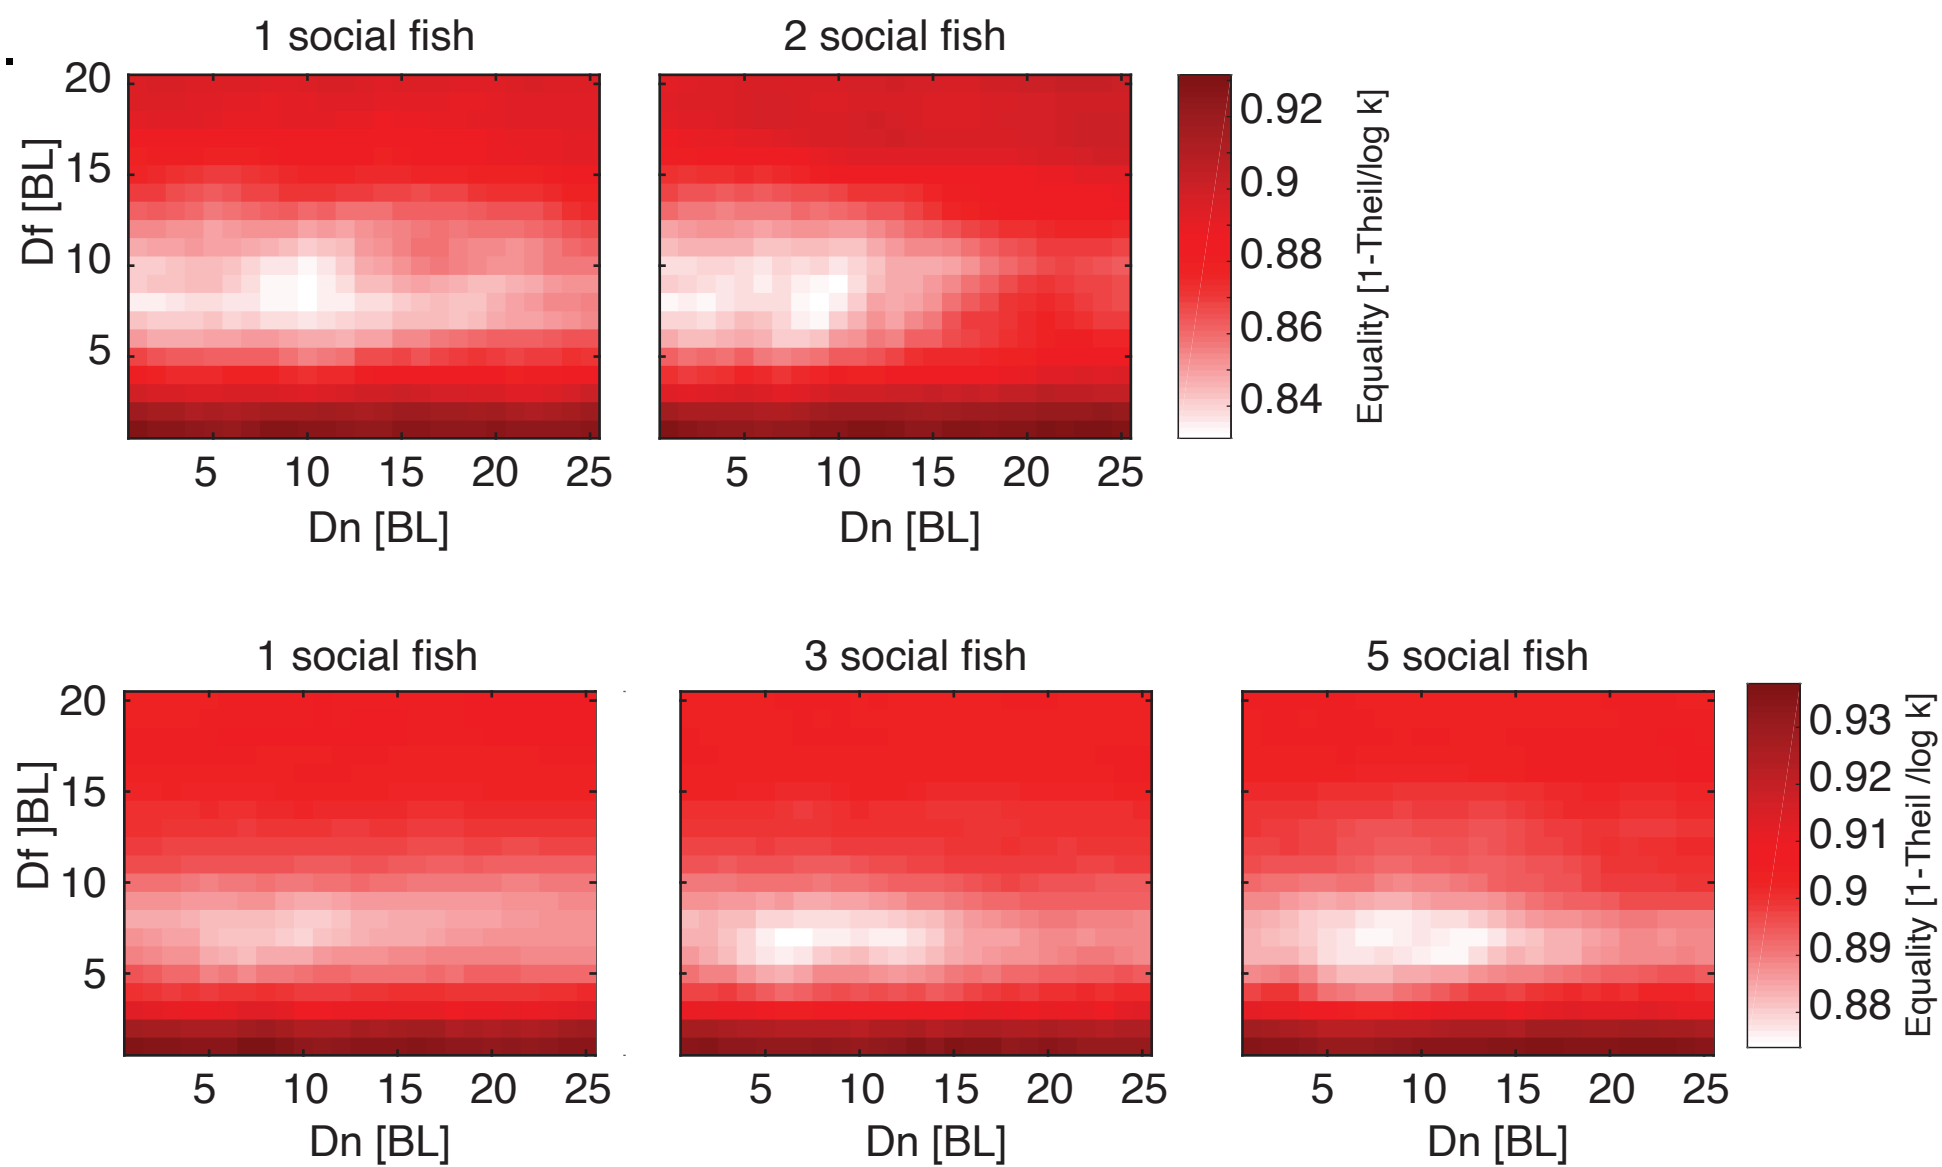 1 social fish
2 social fish
20
15
10
5
Df [BL]
5 10 15 20 25
Dn [BL]
5 10 15 20 25
Dn [BL]
0.92
0.9
0.88
0.86
0.84
Equality [1-Theil/log k]
1 social fish
3 social fish
5 social fish
20
15
10
5
Df ]BL]
5 10 15 20 25
Dn [BL]
5 10 15 20 25
Dn [BL]
5 10 15 20 25
Dn [BL]
0.93
0.92
0.91
0.9
0.89
0.88
Equality [1-Theil /log k]